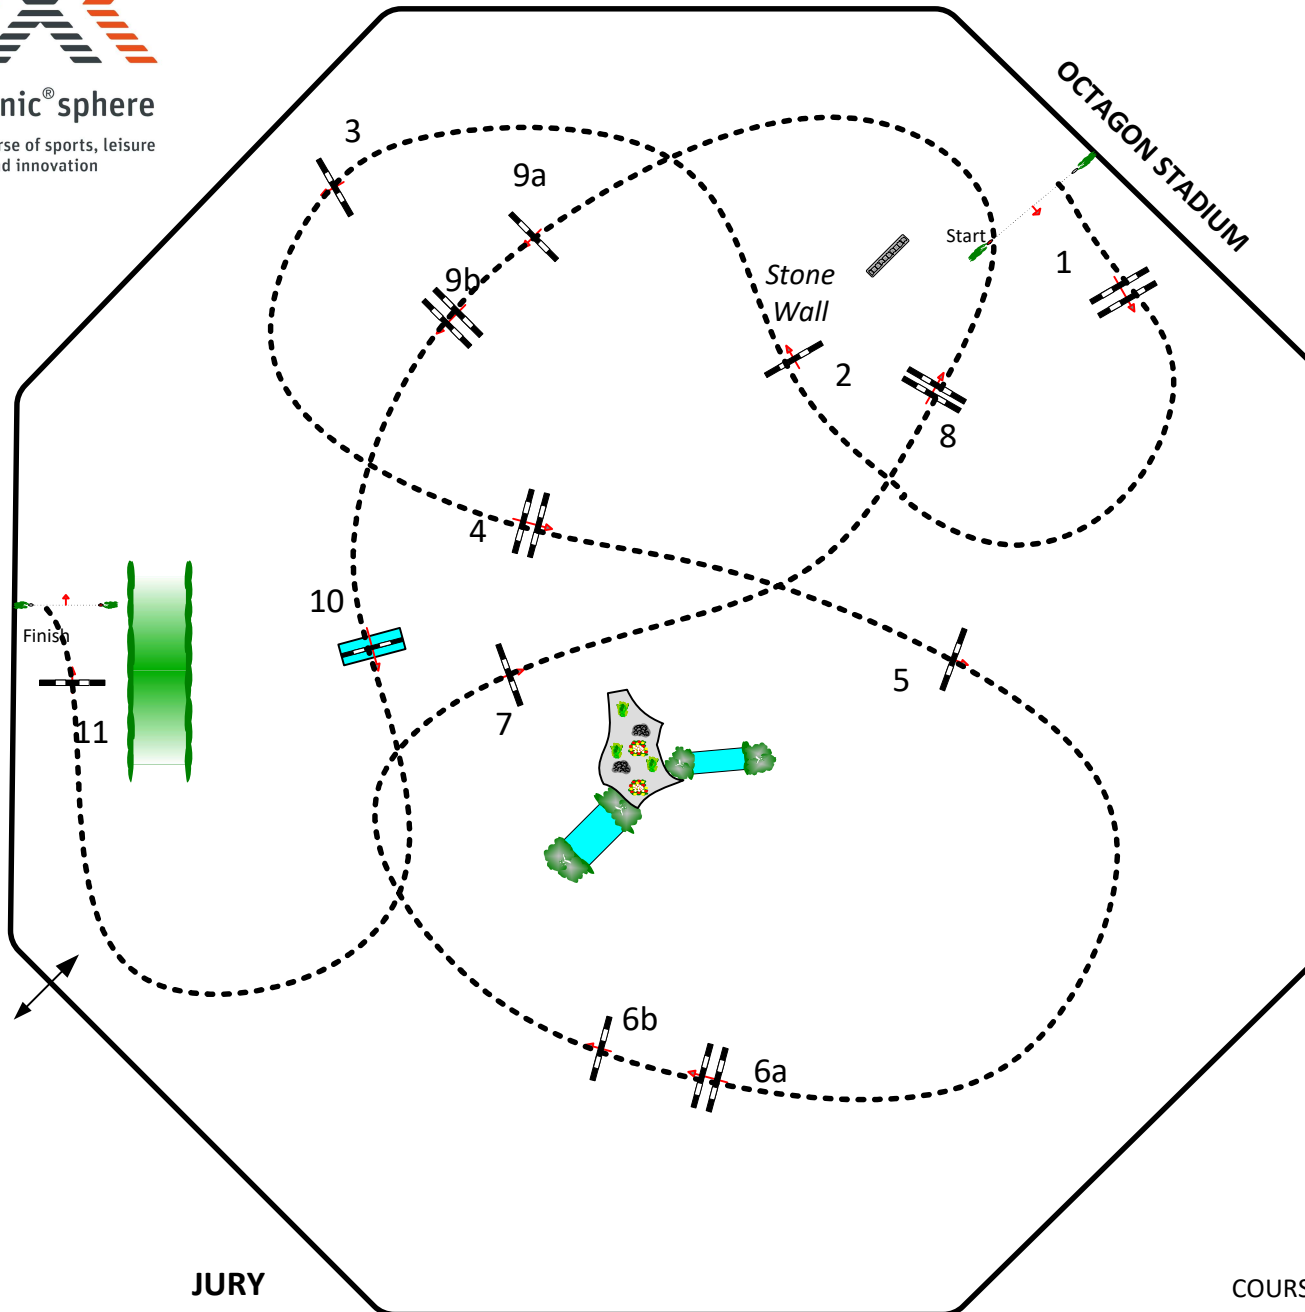 nic® sphere
rse of sports, leisure
d innovation
OCTAGON STADIUM
3
9a
Start
1
9b
Stone
Wall
2
8
4
10
Finish
5
7
11
6b
6a
JURY
COURS